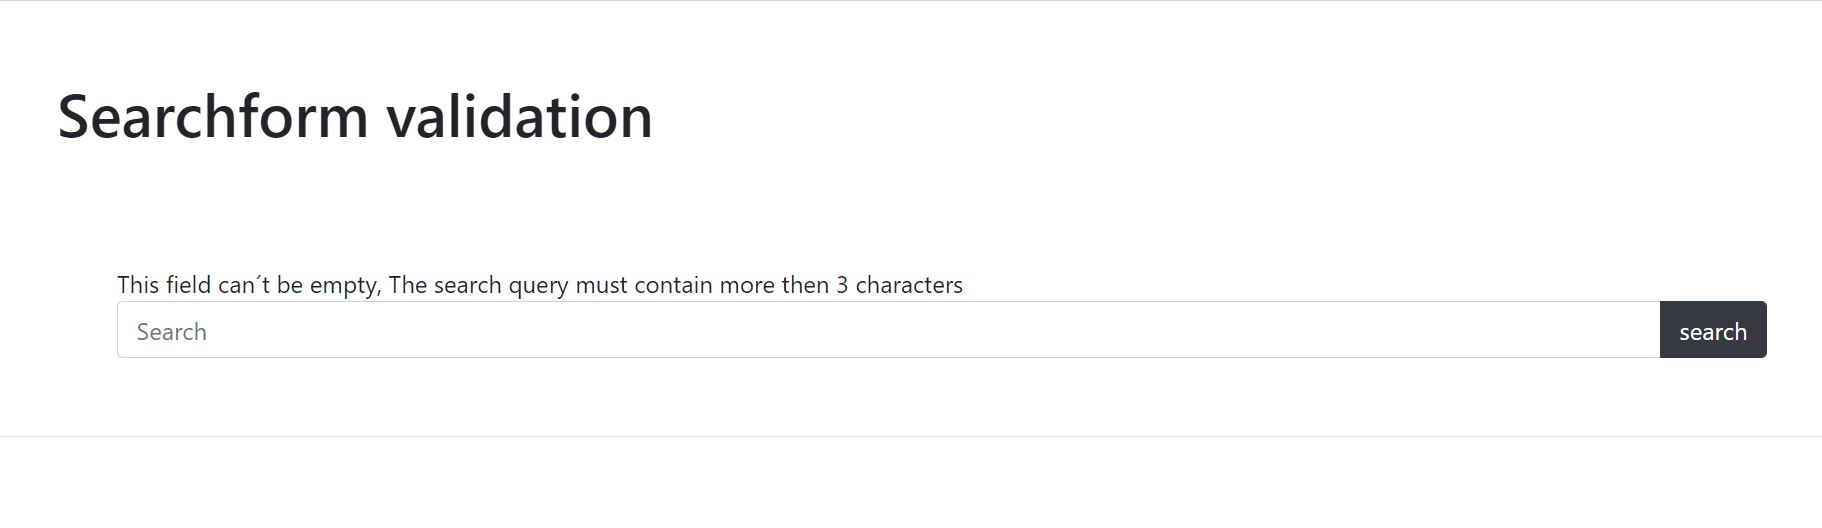 Searchform validation
This field can´t be empty, The search query must contain more then 3 characters
Search
search